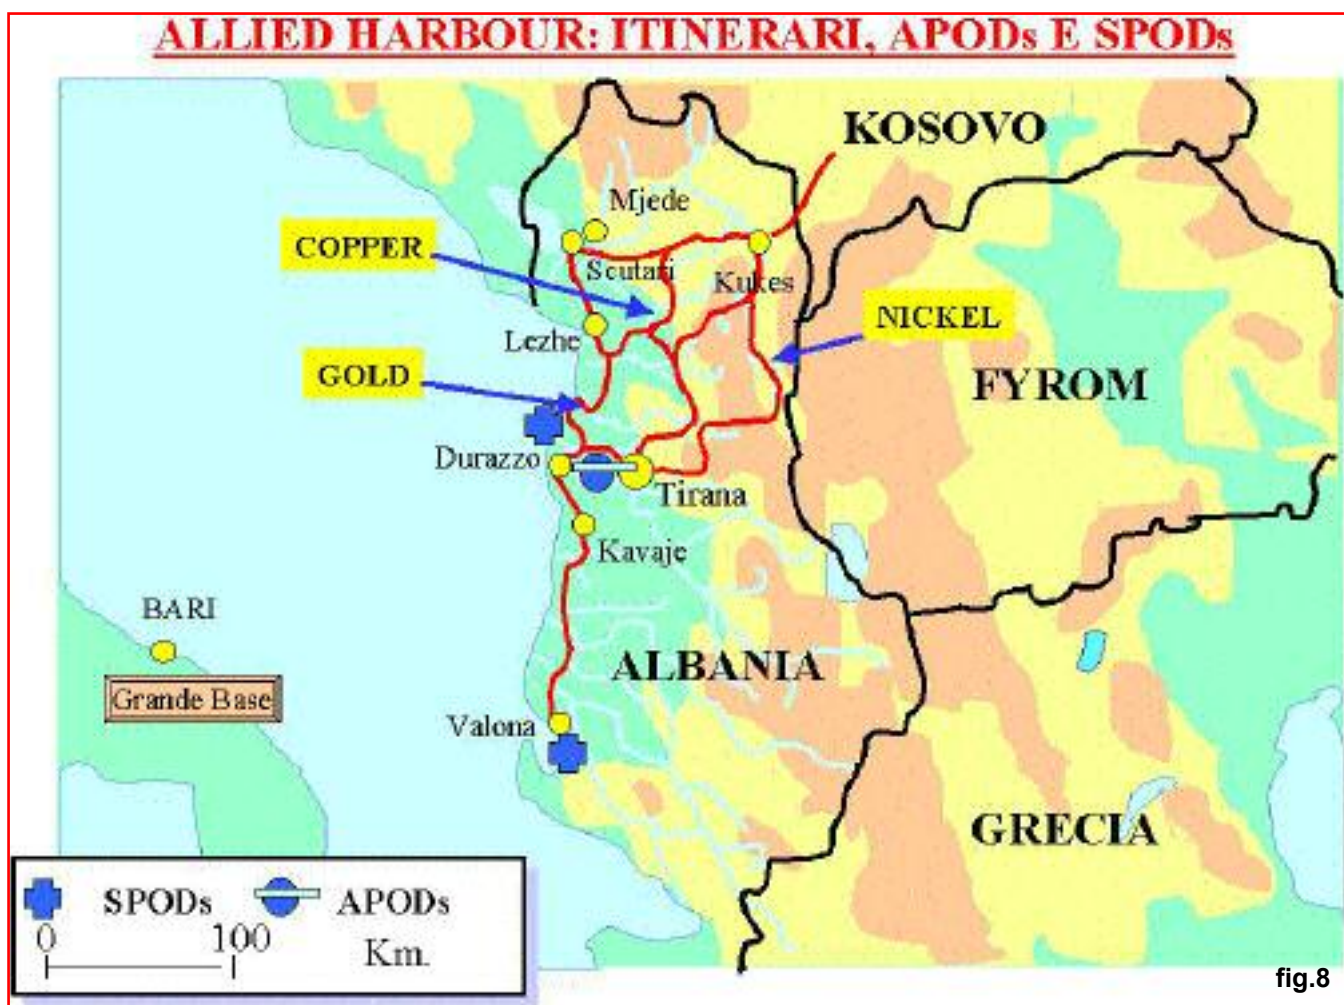 ALLIED HARBOUR: ITINERARI, APODs E SPODs
KOSOVO
Mjede
COPPER
Scutari
Kukes
NICKEL
Lezhe
GOLD
FYROM
Durazzo
Tirana
Kavaje
BARI
ALBANIA
Grande Base
Valona
GRECIA
SPODs
APODs
0
100
Km.
fig.8